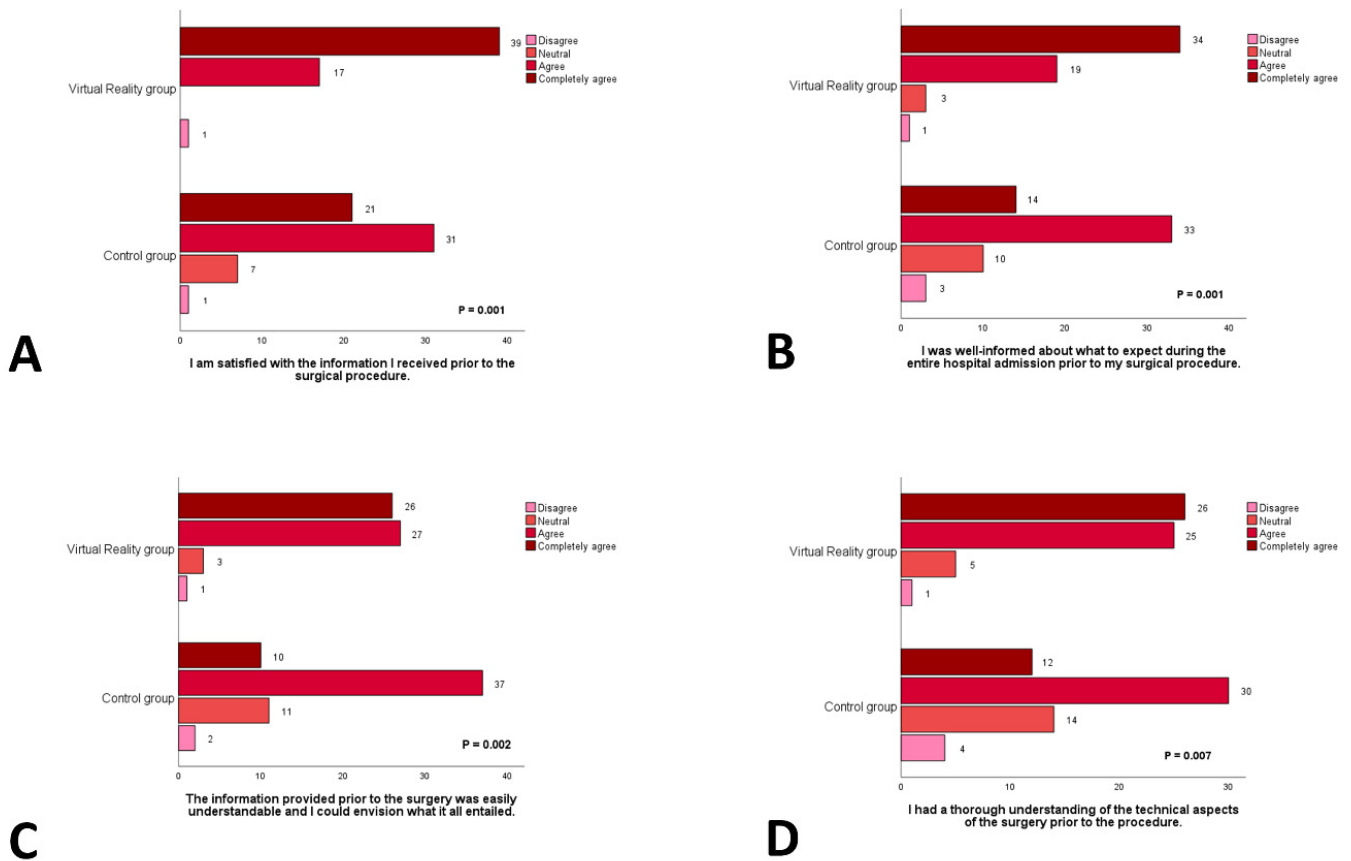 39
Disagree
Neutral
Agree
Completely agree
17
Virtual Reality group
1
21
31
Control group
7
1
P = 0.001
0 10 20 30 40
A
I am satisfied with the information I received prior to the
surgical procedure.
34
Disagree
Neutral
Agree
Completely agree
19
Virtual Reality group
3
1
14
33
Control group
10
3
P = 0.001
0 10 20 30 40
B
I was well-informed about what to expect during the
entire hospital admission prior to my surgical procedure.
26
Disagree
Neutral
Agree
Completely agree
27
Virtual Reality group
3
1
10
37
Control group
11
2
P = 0.002
0 10 20 30 40
The information provided prior to the surgery was easily
understandable and I could envision what it all entailed.
C
26
Disagree
Neutral
Agree
Completely agree
25
Virtual Reality group
5
1
12
30
Control group
14
4
P = 0.007
0 10 20 30
I had a thorough understanding of the technical aspects
of the surgery prior to the procedure.
D